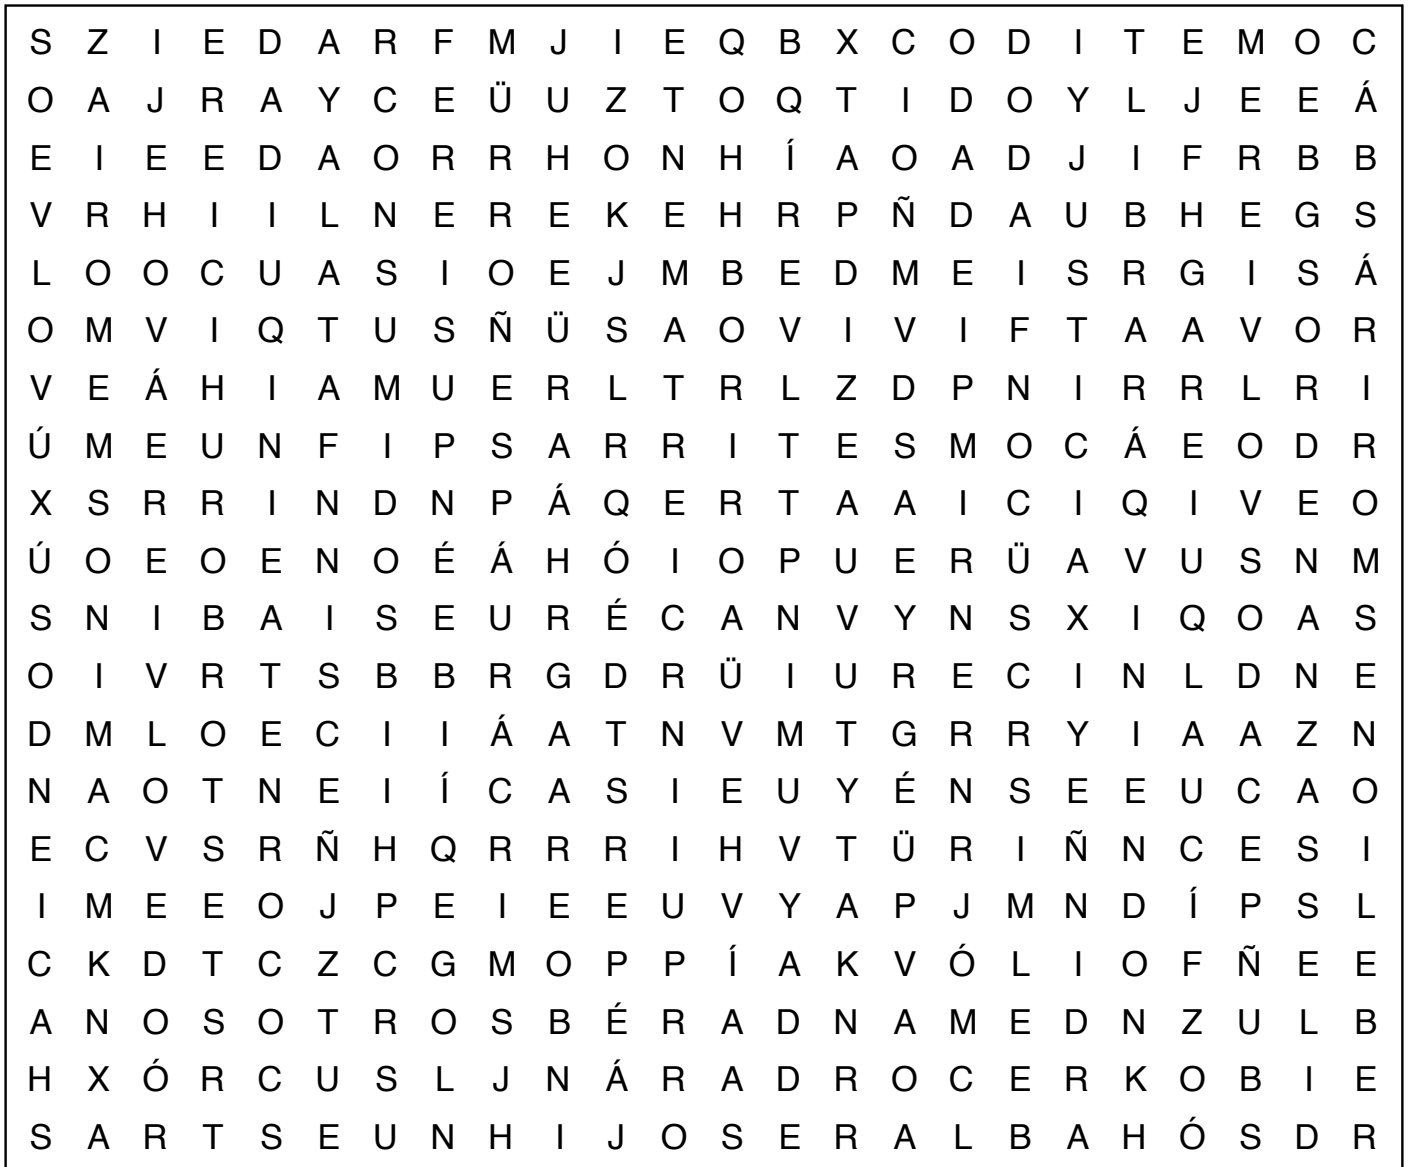 S Z I E D A R F M J I E Q B X C O D I T E M O C
O A J R A Y C E Ü U Z T O Q T I D O Y L J E E Á
E I E E D A O R R H O N H Í A O A D J I F R B B
V R H I I L N E R E K E H R P Ñ D A U B H E G S
L O O C U A S I O E J M B E D M E I S R G I S Á
O M V I Q T U S Ñ Ü S A O V I V I F T A A V O R
V E Á H I A M U E R L T R L Z D P N I R R L R I
Ú M E U N F I P S A R R I T E S M O C Á E O D R
X S R R I N D N P Á Q E R T A A I C I Q I V E O
Ú O E O E N O É Á H Ó I O P U E R Ü A V U S N M
S N I B A I S E U R É C A N V Y N S X I Q O A S
O I V R T S B B R G D R Ü I U R E C I N L D N E
D M L O E C I I Á A T N V M T G R R Y I A A Z N
N A O T N E I Í C A S I E U Y É N S E E U C A O
E C V S R Ñ H Q R R R I H V T Ü R I Ñ N C E S I
I M E E O J P E I E E U V Y A P J M N D Í P S L
C K D T C Z C G M O P P Í A K V Ó L I O F Ñ E E
A N O S O T R O S B É R A D N A M E D N Z U L B
H X Ó R C U S L J N Á R A D R O C E R K O B I E
S A R T S E U N H I J O S E R A L B A H Ó S D R